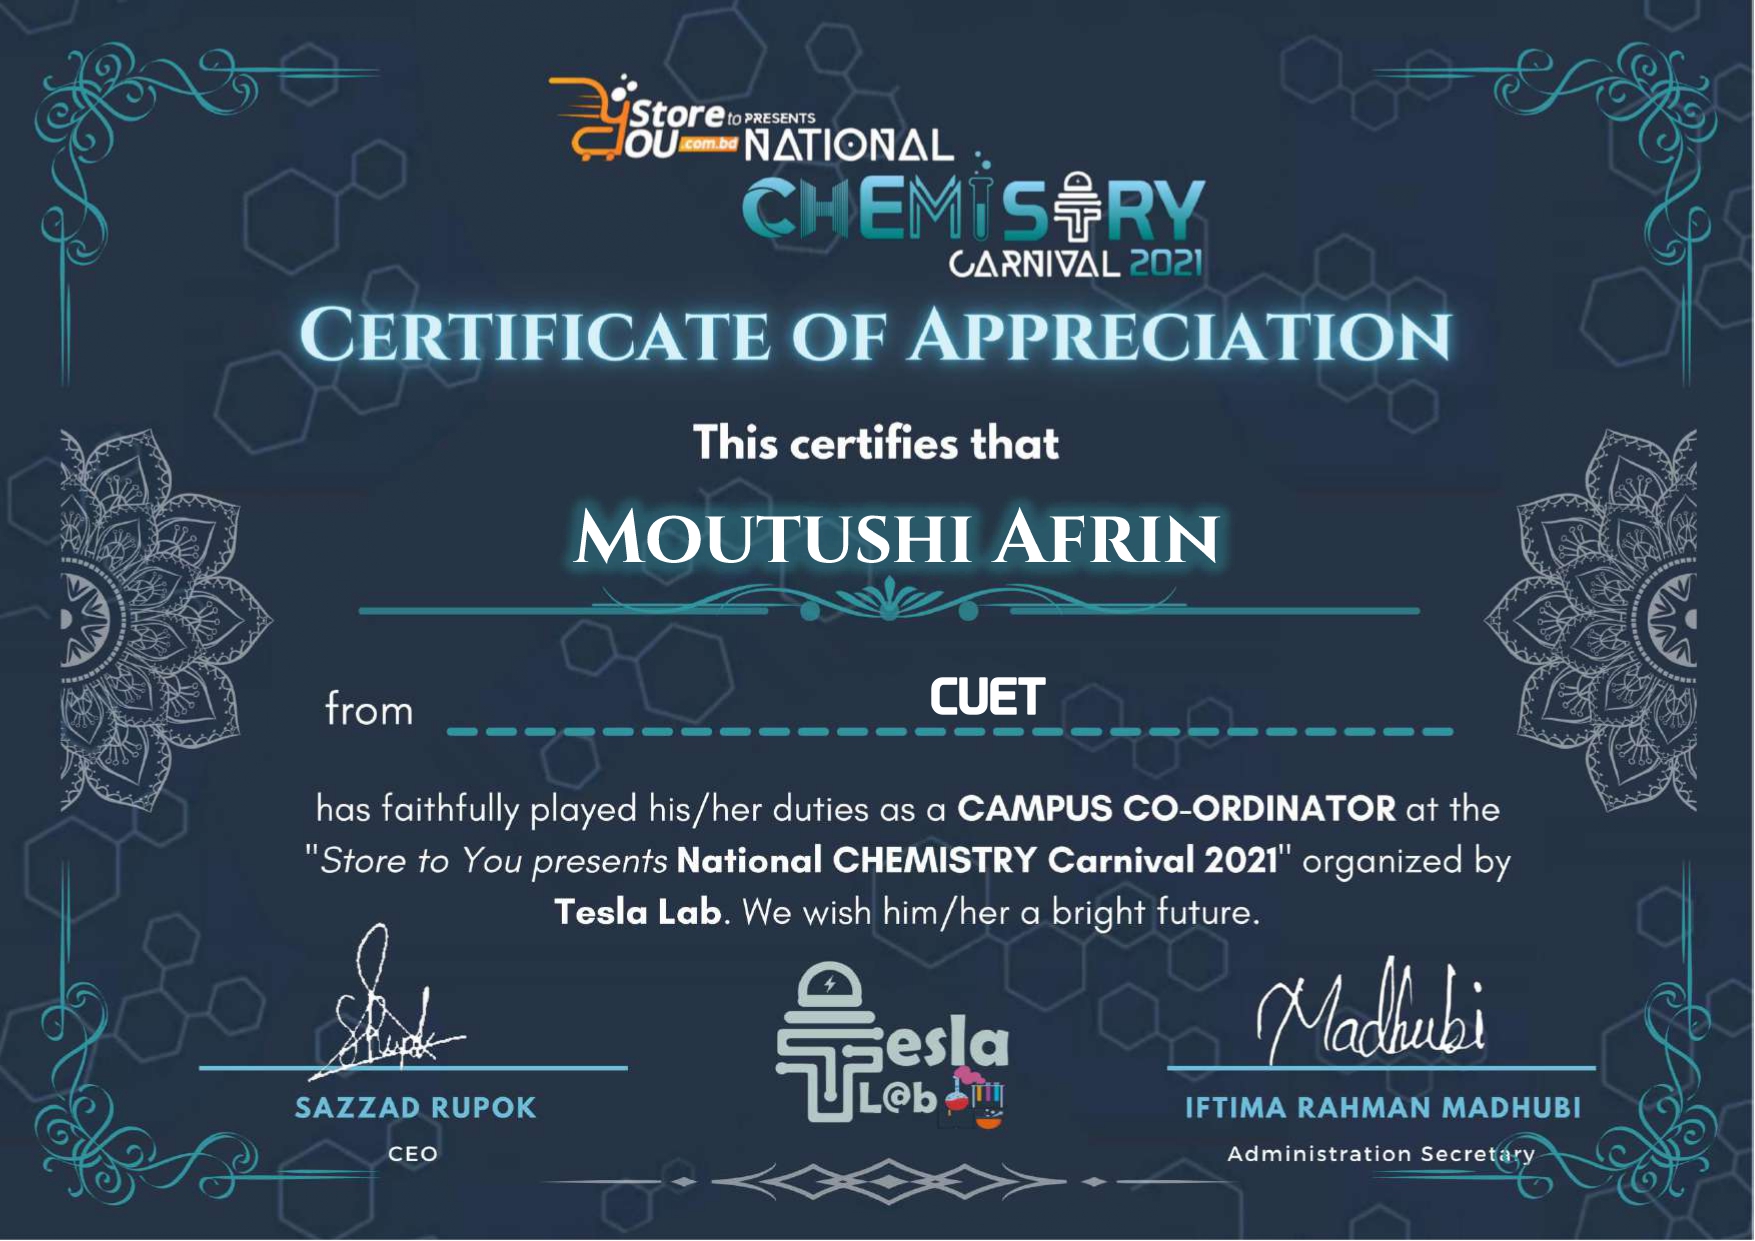 Store to PRESENTS
YOU .com.bd NATIONAL
CHEMISTRY
CARNIVAL 2021
CERTIFICATE OF APPRECIATION
This certifies that
MOUTUSHI AFRIN
from CUET
has faithfully played his/her duties as a CAMPUS CO-ORDINATOR at the
"Store to You presents National CHEMISTRY Carnival 2021" organized by
Tesla Lab. We wish him/her a bright future.
Rupok
Madhubi
Tesla
L@b
SAZZAD RUPOK
IFTIMA RAHMAN MADHUBI
CEO
Administration Secretary